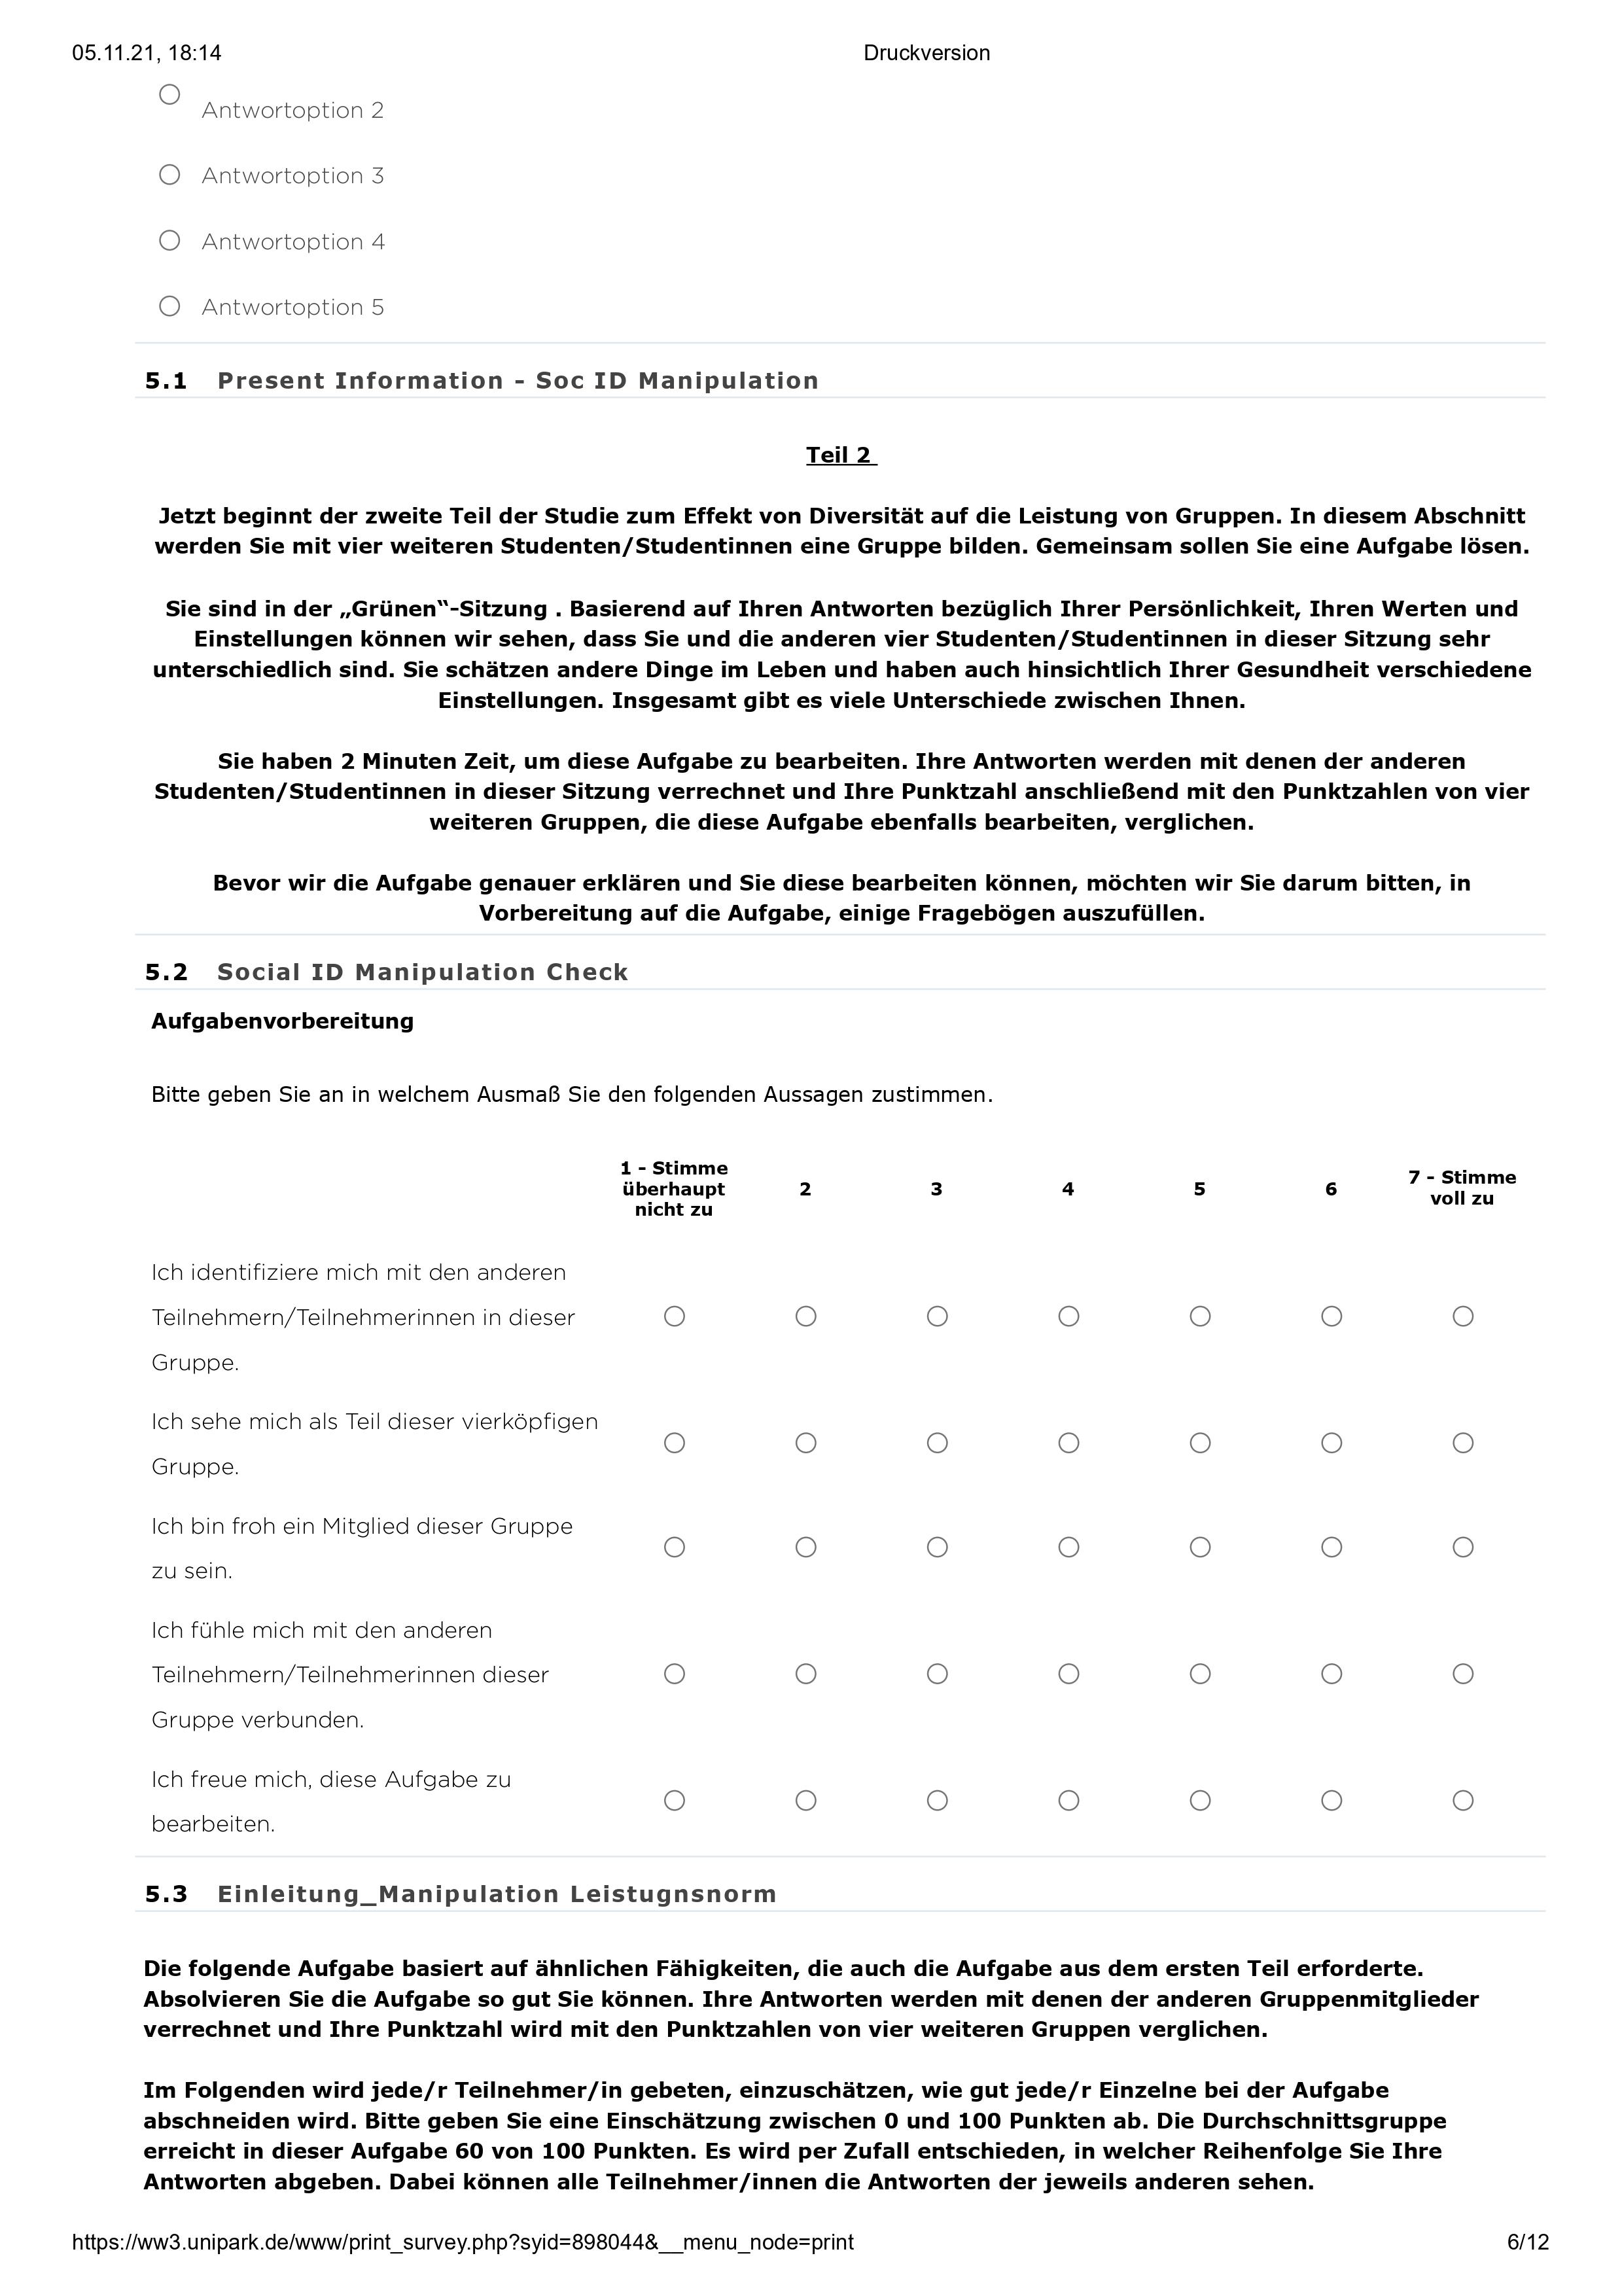 05.11.21, 18:14
Druckversion
Antwortoption 2
Antwortoption 3
Antwortoption 4
Antwortoption 5
5.1 Present Information - Soc ID Manipulation
Teil 2
Jetzt beginnt der zweite Teil der Studie zum Effekt von Diversität auf die Leistung von Gruppen. In diesem Abschnitt
werden Sie mit vier weiteren Studenten/Studentinnen eine Gruppe bilden. Gemeinsam sollen Sie eine Aufgabe lösen.
Sie sind in der „Grünen“-Sitzung . Basierend auf Ihren Antworten bezüglich Ihrer Persönlichkeit, Ihren Werten und
Einstellungen können wir sehen, dass Sie und die anderen vier Studenten/Studentinnen in dieser Sitzung sehr
unterschiedlich sind. Sie schätzen andere Dinge im Leben und haben auch hinsichtlich Ihrer Gesundheit verschiedene
Einstellungen. Insgesamt gibt es viele Unterschiede zwischen Ihnen.
Sie haben 2 Minuten Zeit, um diese Aufgabe zu bearbeiten. Ihre Antworten werden mit denen der anderen
Studenten/Studentinnen in dieser Sitzung verrechnet und Ihre Punktzahl anschließend mit den Punktzahlen von vier
weiteren Gruppen, die diese Aufgabe ebenfalls bearbeiten, verglichen.
Bevor wir die Aufgabe genauer erklären und Sie diese bearbeiten können, möchten wir Sie darum bitten, in
Vorbereitung auf die Aufgabe, einige Fragebögen auszufüllen.
5.2 Social ID Manipulation Check
Aufgabenvorbereitung
Bitte geben Sie an in welchem Ausmaß Sie den folgenden Aussagen zustimmen.
1 - Stimme
überhaupt
nicht zu
2
3
4
5
6
7 - Stimme
voll zu
Ich identifiziere mich mit den anderen
Teilnehmern/Teilnehmerinnen in dieser
Gruppe.
Ich sehe mich als Teil dieser vierköpfigen
Gruppe.
Ich bin froh ein Mitglied dieser Gruppe
zu sein.
Ich fühle mich mit den anderen
Teilnehmern/Teilnehmerinnen dieser
Gruppe verbunden.
Ich freue mich, diese Aufgabe zu
bearbeiten.
5.3 Einleitung_Manipulation Leistugnsnorm
Die folgende Aufgabe basiert auf ähnlichen Fähigkeiten, die auch die Aufgabe aus dem ersten Teil erforderte.
Absolvieren Sie die Aufgabe so gut Sie können. Ihre Antworten werden mit denen der anderen Gruppenmitglieder
verrechnet und Ihre Punktzahl wird mit den Punktzahlen von vier weiteren Gruppen verglichen.
Im Folgenden wird jede/r Teilnehmer/in gebeten, einzuschätzen, wie gut jede/r Einzelne bei der Aufgabe
abschneiden wird. Bitte geben Sie eine Einschätzung zwischen 0 und 100 Punkten ab. Die Durchschnittsgruppe
erreicht in dieser Aufgabe 60 von 100 Punkten. Es wird per Zufall entschieden, in welcher Reihenfolge Sie Ihre
Antworten abgeben. Dabei können alle Teilnehmer/innen die Antworten der jeweils anderen sehen.
https://ww3.unipark.de/www/print_survey.php?syid=898044&__menu_node=print
6/12